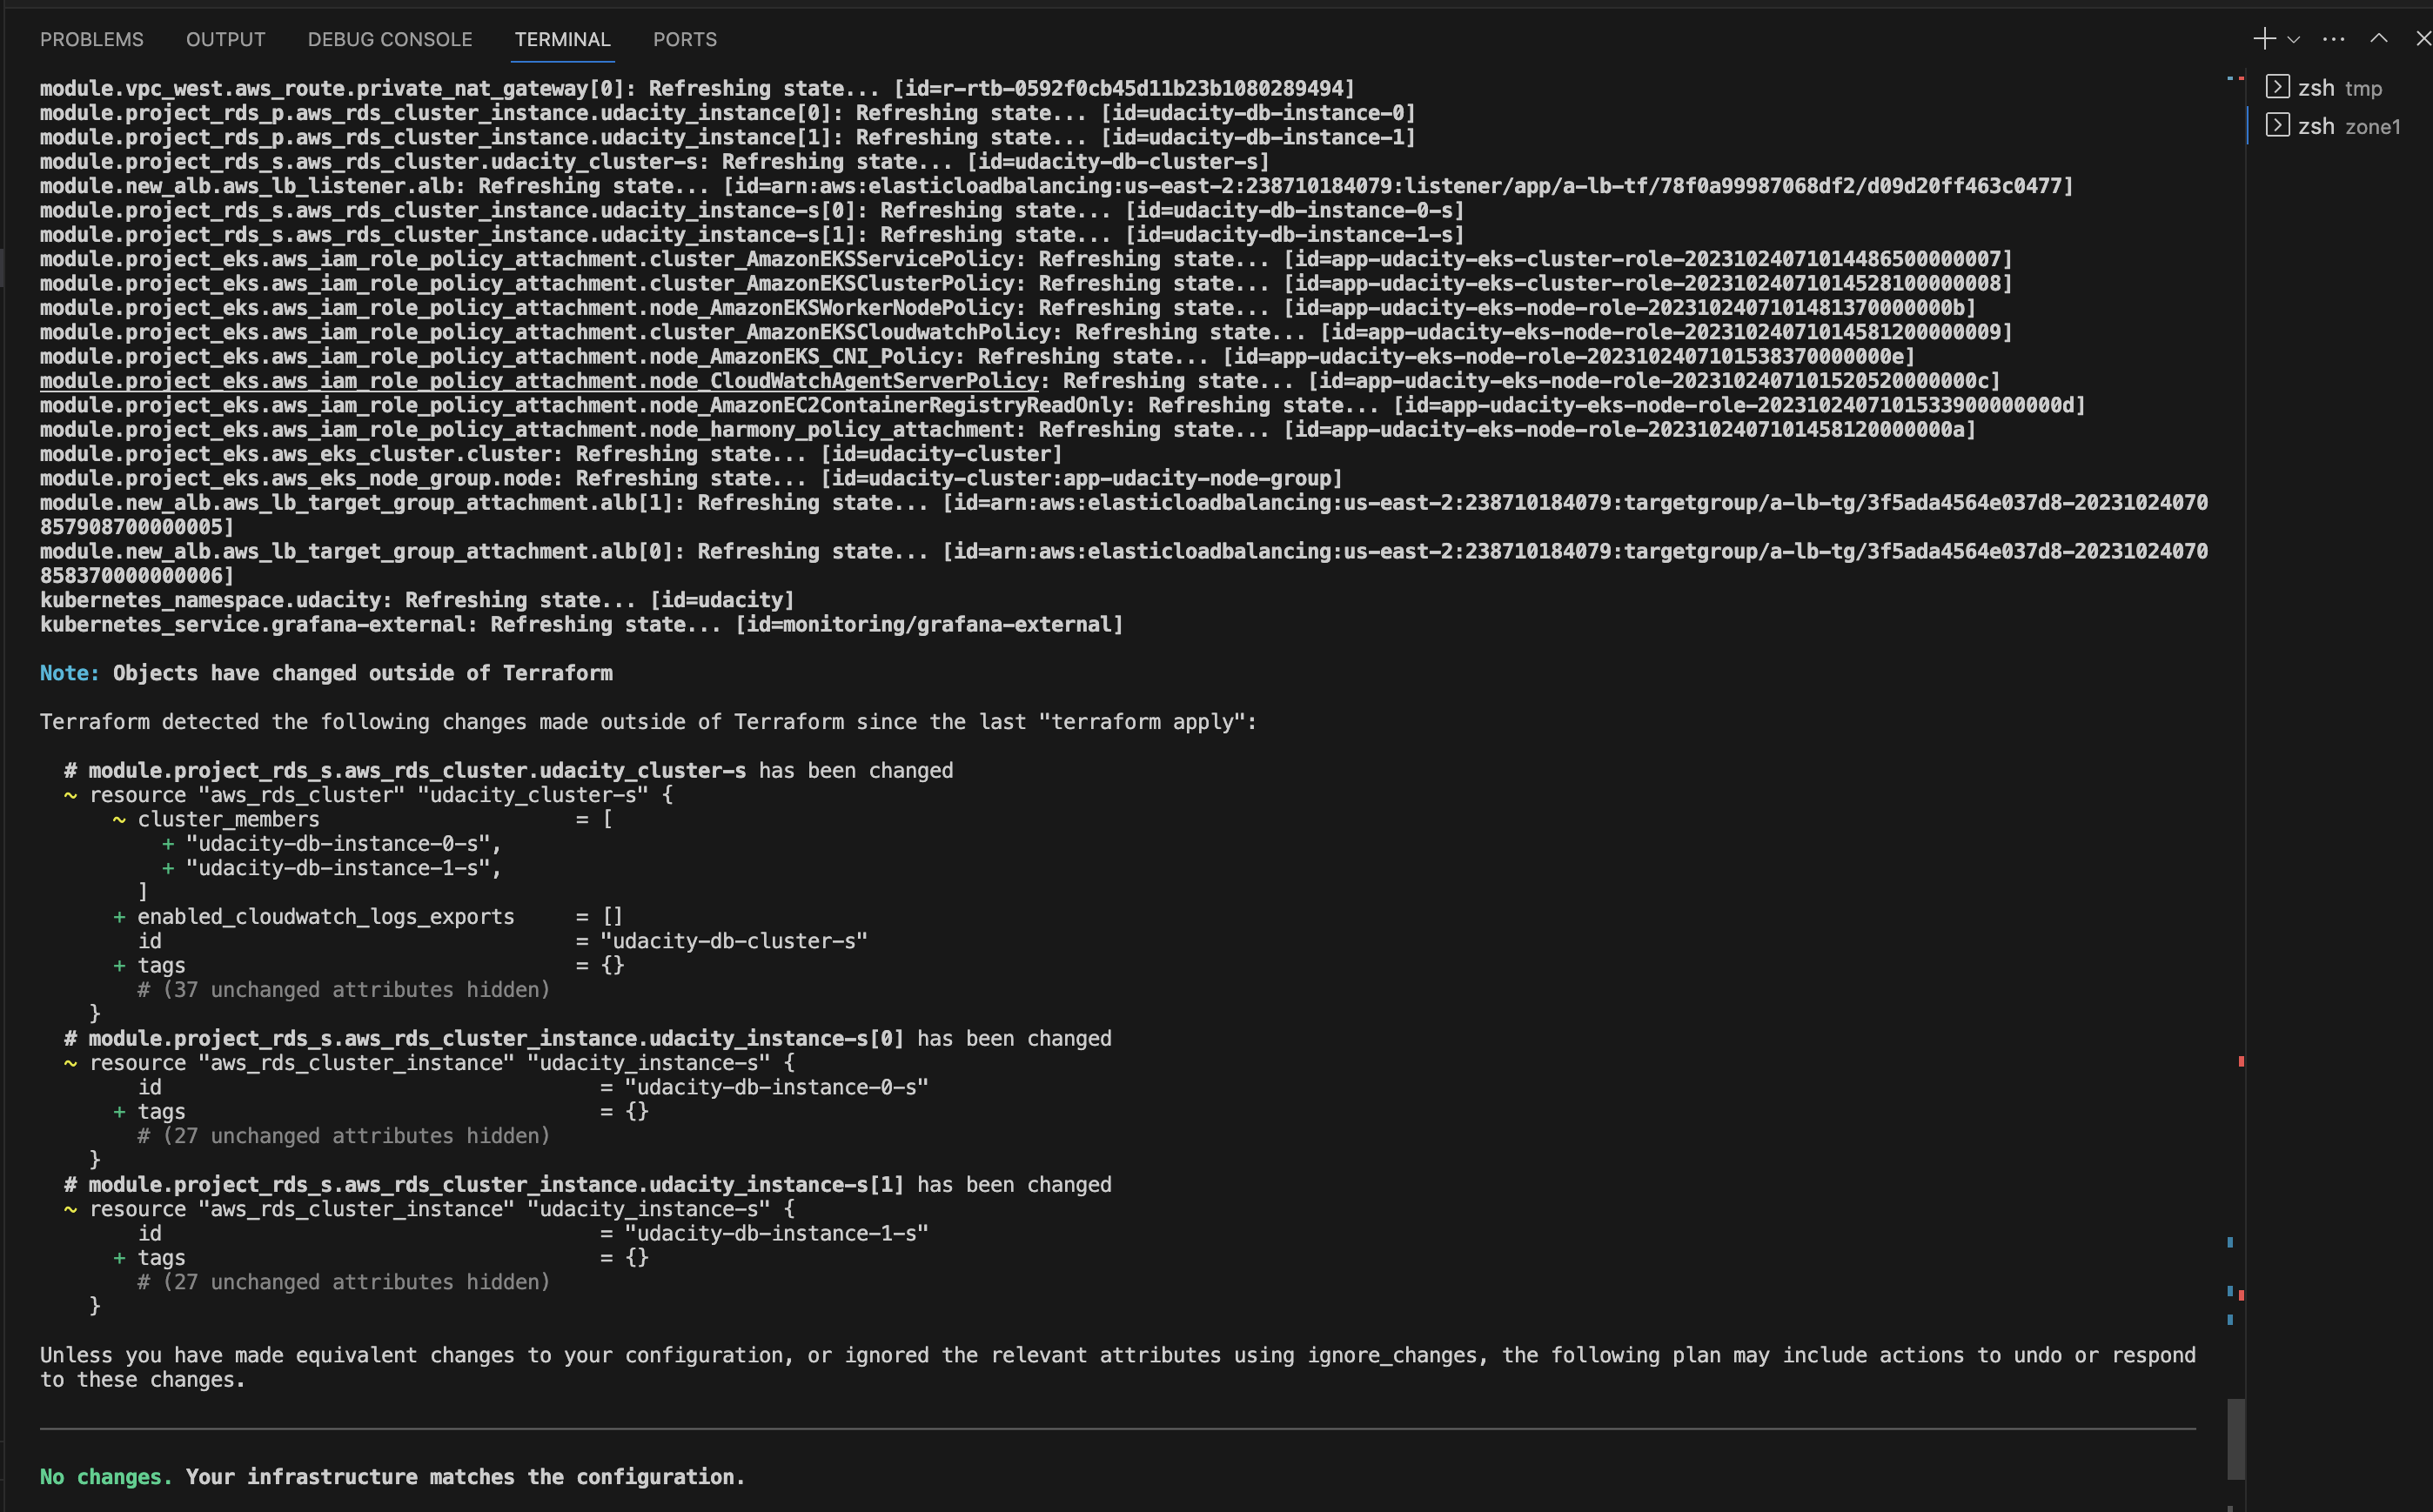 PROBLEMS OUTPUT DEBUG CONSOLE TERMINAL PORTS
module.vpc_west.aws_route.private_nat_gateway[0]: Refreshing state... [id=r-rtb-0592f0cb45d11b23b1080289494]
module.project_rds_p.aws_rds_cluster_instance.udacity_instance[0]: Refreshing state... [id=udacity-db-instance-0]
module.project_rds_p.aws_rds_cluster_instance.udacity_instance[1]: Refreshing state... [id=udacity-db-instance-1]
module.project_rds_s.aws_rds_cluster.udacity_cluster-s: Refreshing state... [id=udacity-db-cluster-s]
module.new_alb.aws_lb_listener.alb: Refreshing state... [id=arn:aws:elasticloadbalancing:us-east-2:238710184079:listener/app/a-lb-tf/78f0a99987068df2/d09d20ff463c0477]
module.project_rds_s.aws_rds_cluster_instance.udacity_instance-s[0]: Refreshing state... [id=udacity-db-instance-0-s]
module.project_rds_s.aws_rds_cluster_instance.udacity_instance-s[1]: Refreshing state... [id=udacity-db-instance-1-s]
module.project_eks.aws_iam_role_policy_attachment.cluster_AmazonEKSServicePolicy: Refreshing state... [id=app-udacity-eks-cluster-role-20231024071014486500000007]
module.project_eks.aws_iam_role_policy_attachment.cluster_AmazonEKSClusterPolicy: Refreshing state... [id=app-udacity-eks-cluster-role-20231024071014528100000008]
module.project_eks.aws_iam_role_policy_attachment.node_AmazonEKSWorkerNodePolicy: Refreshing state... [id=app-udacity-eks-node-role-2023102407101481370000000b]
module.project_eks.aws_iam_role_policy_attachment.cluster_AmazonEKSCloudwatchPolicy: Refreshing state... [id=app-udacity-eks-node-role-20231024071014581200000009]
module.project_eks.aws_iam_role_policy_attachment.node_AmazonEKS_CNI_Policy: Refreshing state... [id=app-udacity-eks-node-role-2023102407101538370000000e]
module.project_eks.aws_iam_role_policy_attachment.node_CloudWatchAgentServerPolicy: Refreshing state... [id=app-udacity-eks-node-role-2023102407101520520000000c]
module.project_eks.aws_iam_role_policy_attachment.node_AmazonEC2ContainerRegistryReadOnly: Refreshing state... [id=app-udacity-eks-node-role-2023102407101533900000000d]
module.project_eks.aws_iam_role_policy_attachment.node_harmony_policy_attachment: Refreshing state... [id=app-udacity-eks-node-role-2023102407101458120000000a]
module.project_eks.aws_eks_cluster.cluster: Refreshing state... [id=udacity-cluster]
module.project_eks.aws_eks_node_group.node: Refreshing state... [id=udacity-cluster:app-udacity-node-group]
module.new_alb.aws_lb_target_group_attachment.alb[1]: Refreshing state... [id=arn:aws:elasticloadbalancing:us-east-2:238710184079:targetgroup/a-lb-tg/3f5ada4564e037d8-20231024070
857908700000005]
module.new_alb.aws_lb_target_group_attachment.alb[0]: Refreshing state... [id=arn:aws:elasticloadbalancing:us-east-2:238710184079:targetgroup/a-lb-tg/3f5ada4564e037d8-20231024070
858370000000006]
kubernetes_namespace.udacity: Refreshing state... [id=udacity]
kubernetes_service.grafana-external: Refreshing state... [id=monitoring/grafana-external]
Note: Objects have changed outside of Terraform
Terraform detected the following changes made outside of Terraform since the last "terraform apply":
# module.project_rds_s.aws_rds_cluster.udacity_cluster-s has been changed
~ resource "aws_rds_cluster" "udacity_cluster-s" {
~ cluster_members = [
+ "udacity-db-instance-0-s",
+ "udacity-db-instance-1-s",
]
+ enabled_cloudwatch_logs_exports = []
id = "udacity-db-cluster-s"
+ tags = {}
# (37 unchanged attributes hidden)
}
# module.project_rds_s.aws_rds_cluster_instance.udacity_instance-s[0] has been changed
~ resource "aws_rds_cluster_instance" "udacity_instance-s" {
id = "udacity-db-instance-0-s"
+ tags = {}
# (27 unchanged attributes hidden)
}
# module.project_rds_s.aws_rds_cluster_instance.udacity_instance-s[1] has been changed
~ resource "aws_rds_cluster_instance" "udacity_instance-s" {
id = "udacity-db-instance-1-s"
+ tags = {}
# (27 unchanged attributes hidden)
}
Unless you have made equivalent changes to your configuration, or ignored the relevant attributes using ignore_changes, the following plan may include actions to undo or respond
to these changes.
No changes. Your infrastructure matches the configuration.
zsh tmp
zsh zone1